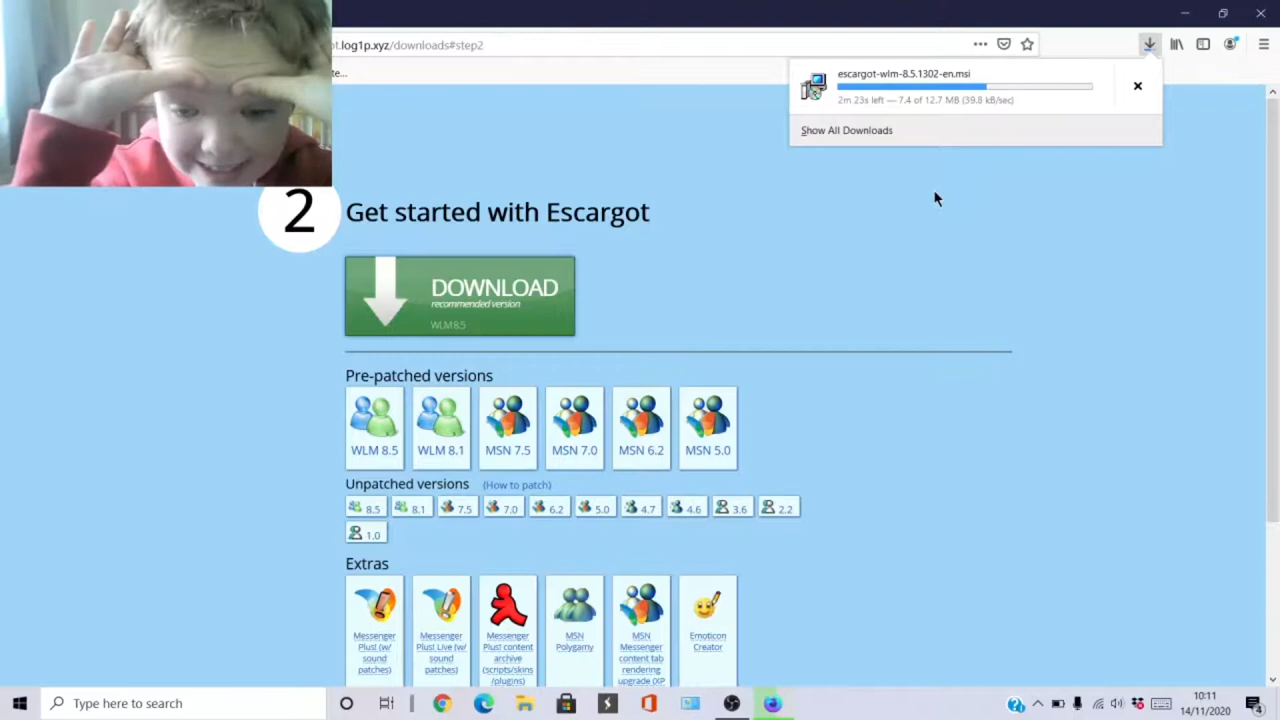 t.log1p.xyz/downloads#step2
te...
escargot-wlm-8.5.1302-en.msi
2m 23s left — 7.4 of 12.7 MB (39.8 kB/sec)
Show All Downloads
2
Get started with Escargot
DOWNLOAD
recommended version
WLM 8.5
Pre-patched versions
WLM 8.5
WLM 8.1
MSN 7.5
MSN 7.0
MSN 6.2
MSN 5.0
Unpatched versions (How to patch)
8.5
8.1
7.5
7.0
6.2
5.0
4.7
4.6
3.6
2.2
1.0
Extras
Messenger
Plus! (w/
sound
patches)
Messenger
Plus! Live (w/
sound
patches)
Messenger
Plus! content
archive
(scripts/skins
/plugins)
MSN
Polygamy
MSN
Messenger
content tab
rendering
upgrade (XP
Emoticon
Creator
Type here to search
10:11
14/11/2020
4